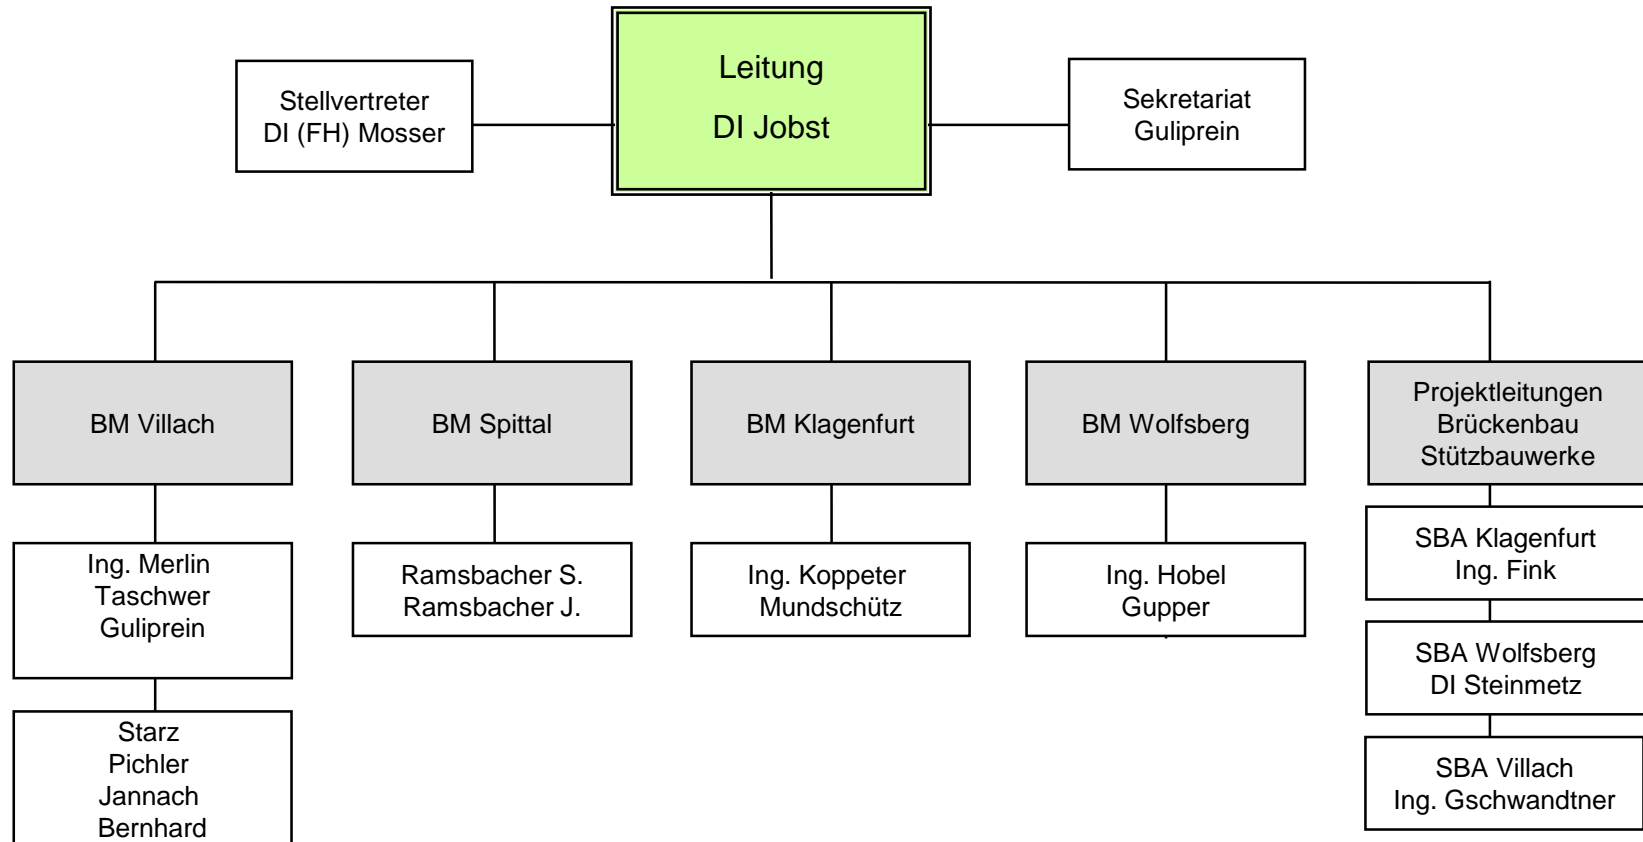 Leitung
DI Jobst
Stellvertreter
DI (FH) Mosser
Sekretariat
Guliprein
BM Villach
BM Spittal
BM Klagenfurt
BM Wolfsberg
Projektleitungen
Brückenbau
Stützbauwerke
Ing. Merlin
Taschwer
Guliprein
Starz
Pichler
Jannach
Bernhard
Ramsbacher S.
Ramsbacher J.
Ing. Koppeter
Mundschütz
Ing. Hobel
Gupper
SBA Klagenfurt
Ing. Fink
SBA Wolfsberg
DI Steinmetz
SBA Villach
Ing. Gschwandtner